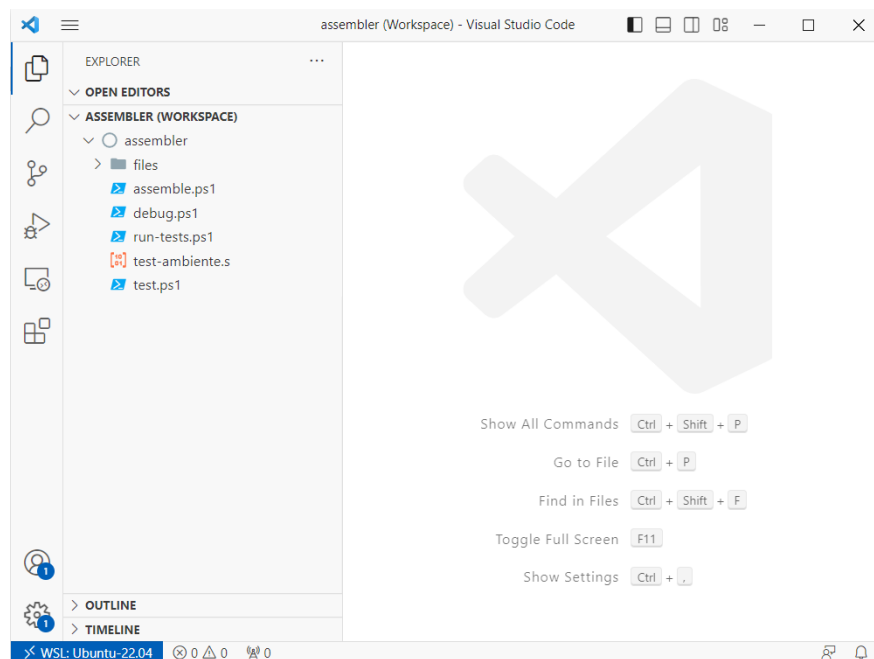 assembler (Workspace) - Visual Studio Code
EXPLORER
OPEN EDITORS
ASSEMBLER (WORKSPACE)
assembler
files
assemble.ps1
debug.ps1
run-tests.ps1
test-ambiente.s
test.ps1
Show All Commands Ctrl + Shift + P
Go to File Ctrl + P
Find in Files Ctrl + Shift + F
Toggle Full Screen F11
Show Settings Ctrl + ,
1
1
OUTLINE
TIMELINE
WSL: Ubuntu-22.04 0 0 0